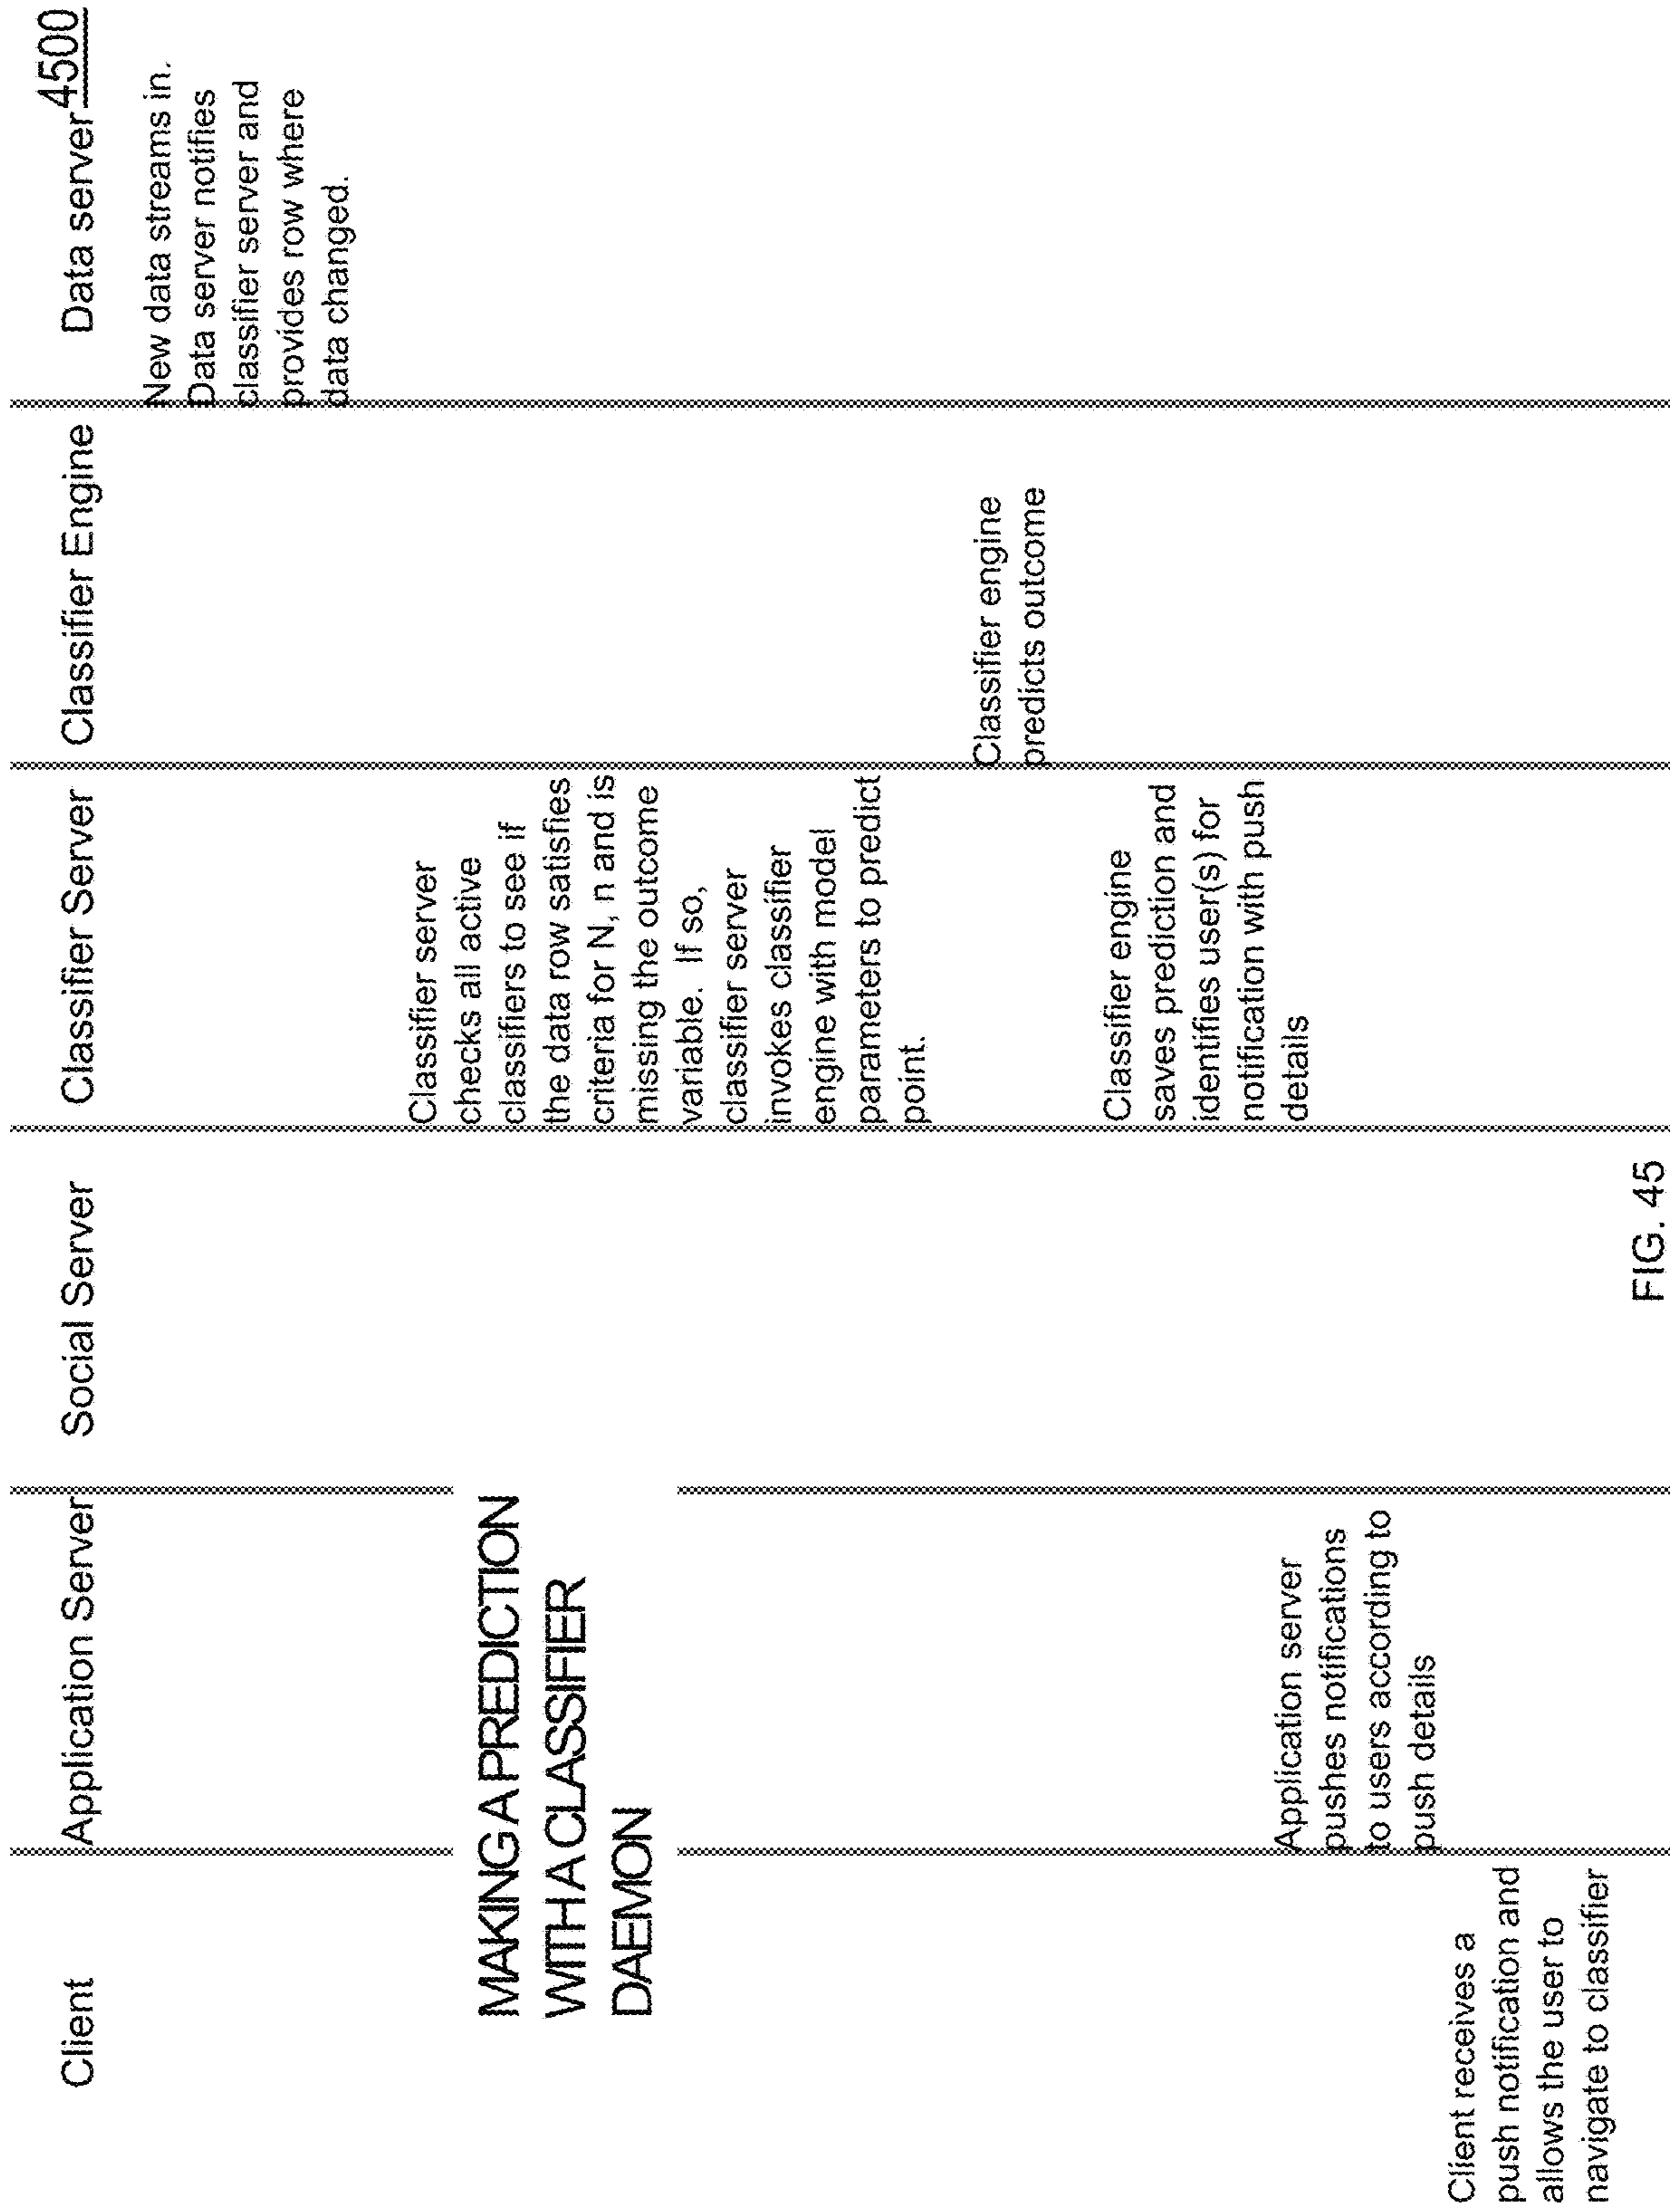 Client
Application Server
Social Server
Classifier Server
Classifier Engine
Data server
4500
New data streams in.
Data server notifies
classifier server and
provides row where
data changed.
Classifier server
checks all active
classifiers to see if
the data row satisfies
criteria for N, n and is
missing the outcome
variable. If so,
classifier server
invokes classifier
engine with model
parameters to predict
point.
MAKING A PREDICTION
WITH A CLASSIFIER
DAEMON
Classifier engine
predicts outcome
Classifier engine
saves prediction and
identifies user(s) for
notification with push
details
Application server
pushes notifications
to users according to
push details
Client receives a
push notification and
allows the user to
navigate to classifier
FIG. 45